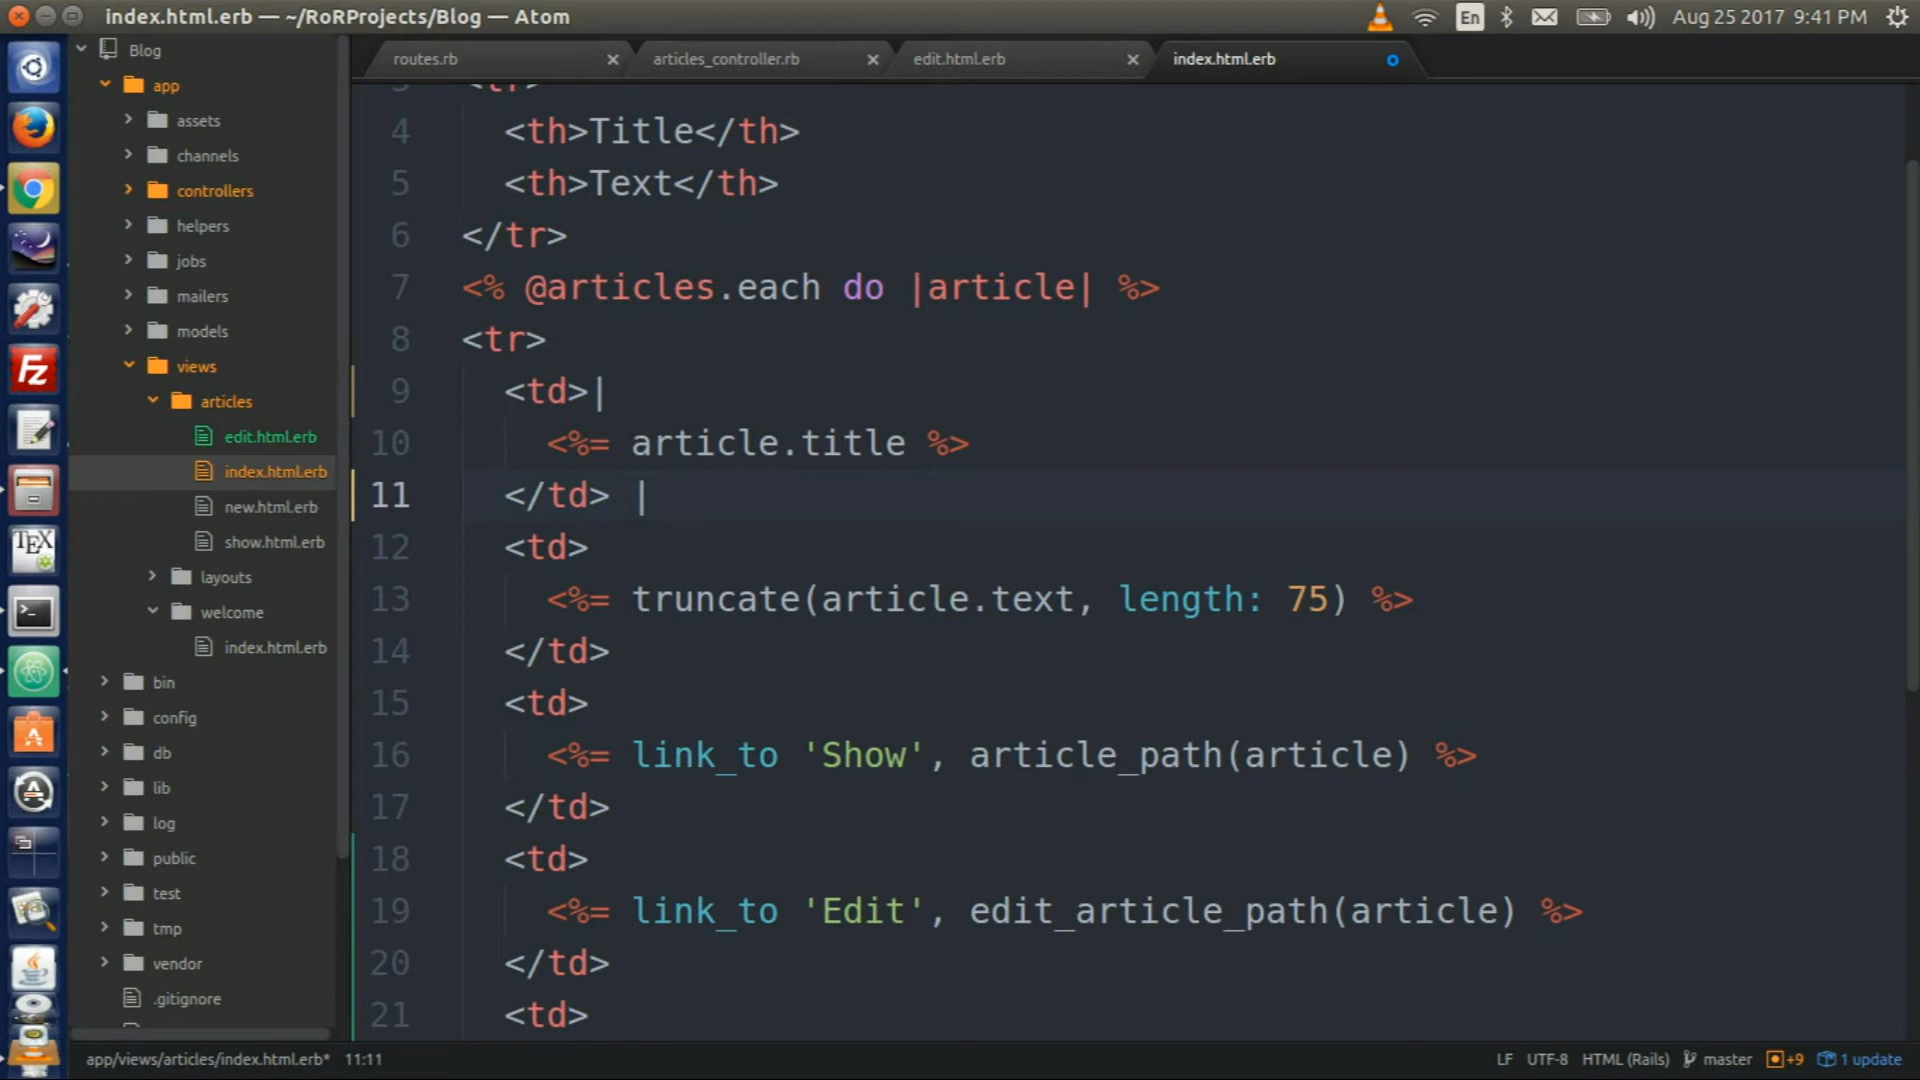 index.html.erb — ~/RoRProjects/Blog — Atom
En
Aug 25 2017 9:41 PM
Blog
app
assets
channels
controllers
helpers
jobs
mailers
models
views
articles
edit.html.erb
index.html.erb
new.html.erb
show.html.erb
layouts
welcome
index.html.erb
bin
config
db
lib
log
public
test
tmp
vendor
.gitignore
routes.rb
articles_controller.rb
edit.html.erb
index.html.erb
3 <tr>
4 <th>Title</th>
5 <th>Text</th>
6 </tr>
7 <% @articles.each do |article| %>
8 <tr>
9 <td>|
10 <%= article.title %>
11 </td> |
12 <td>
13 <%= truncate(article.text, length: 75) %>
14 </td>
15 <td>
16 <%= link_to 'Show', article_path(article) %>
17 </td>
18 <td>
19 <%= link_to 'Edit', edit_article_path(article) %>
20 </td>
21 <td>
app/views/articles/index.html.erb* 11:11
LF UTF-8 HTML (Rails) master +9 1 update
Fz
TEX